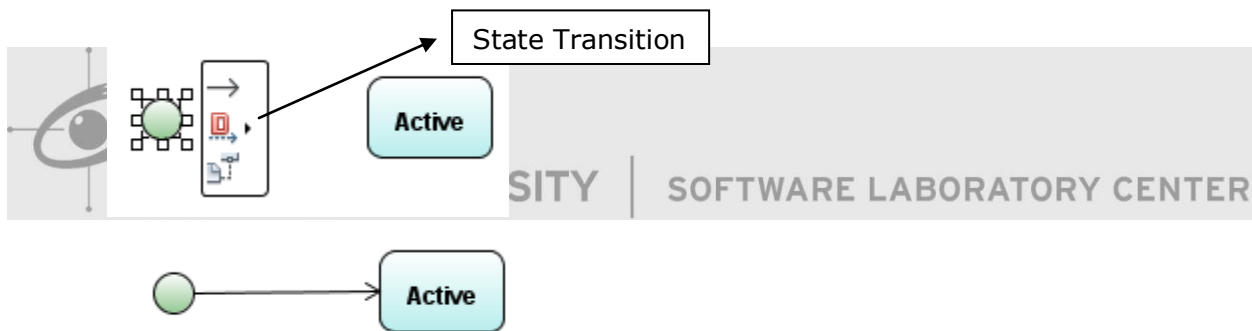 State Transition
Active
SITY | SOFTWARE LABORATORY CENTER
Active